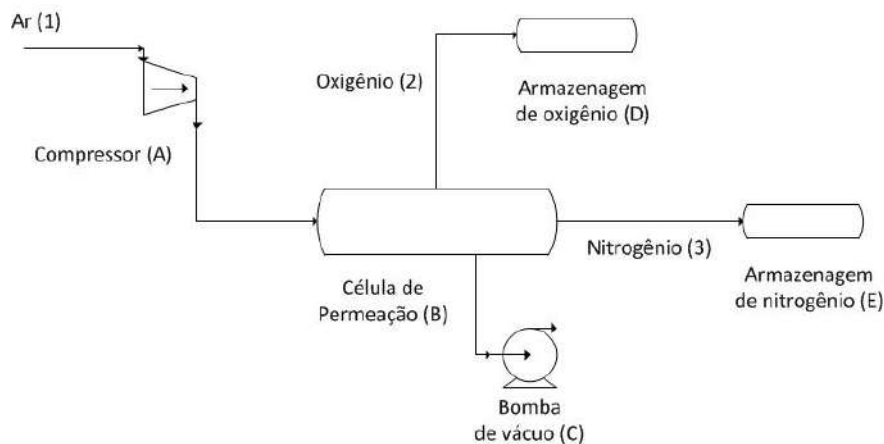 Ar (1)
Oxigênio (2)
Armazenagem
de oxigênio (D)
Compressor (A)
Nitrogênio (3)
Célula de
Permeação (B)
Armazenagem
de nitrogênio (E)
Bomba
de vácuo (C)